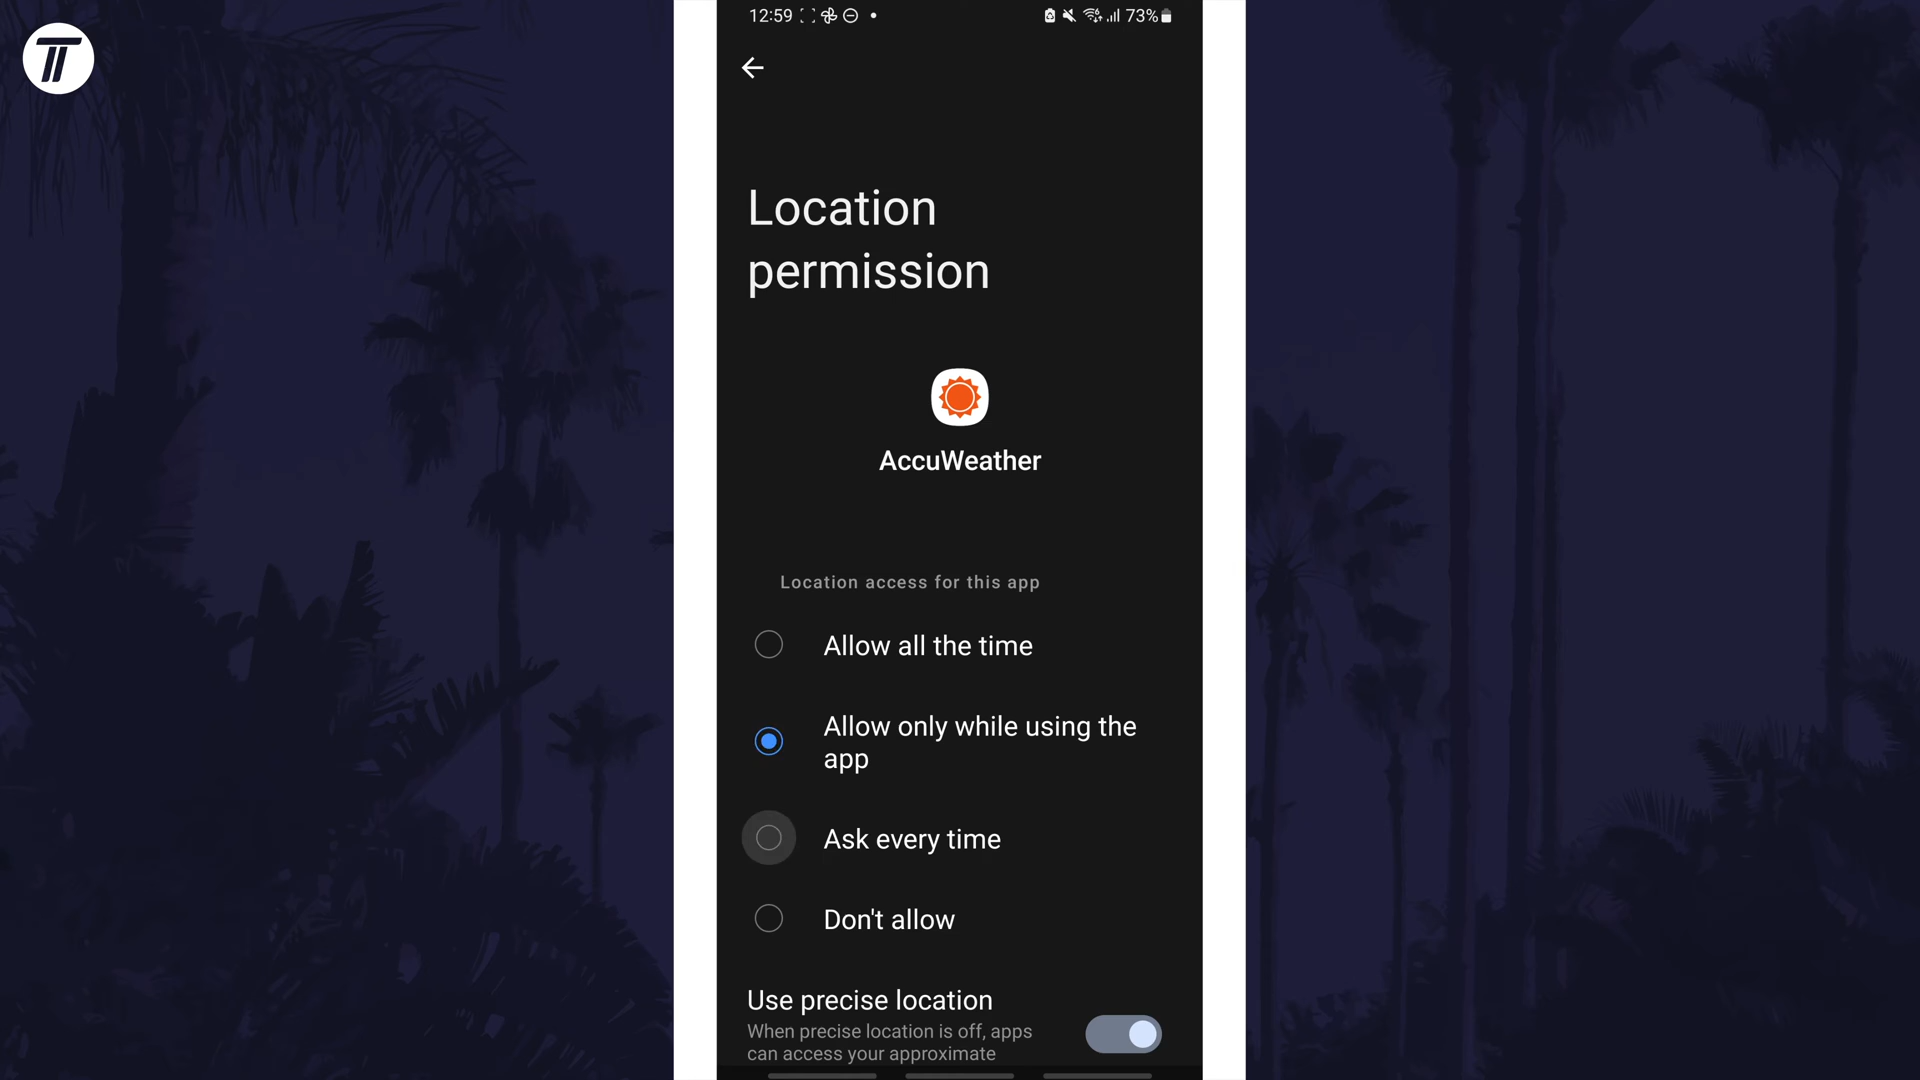 12:59
73%
Location
permission
AccuWeather
Location access for this app
Allow all the time
Allow only while using the
app
Ask every time
Don't allow
Use precise location
When precise location is off, apps
can access your approximate